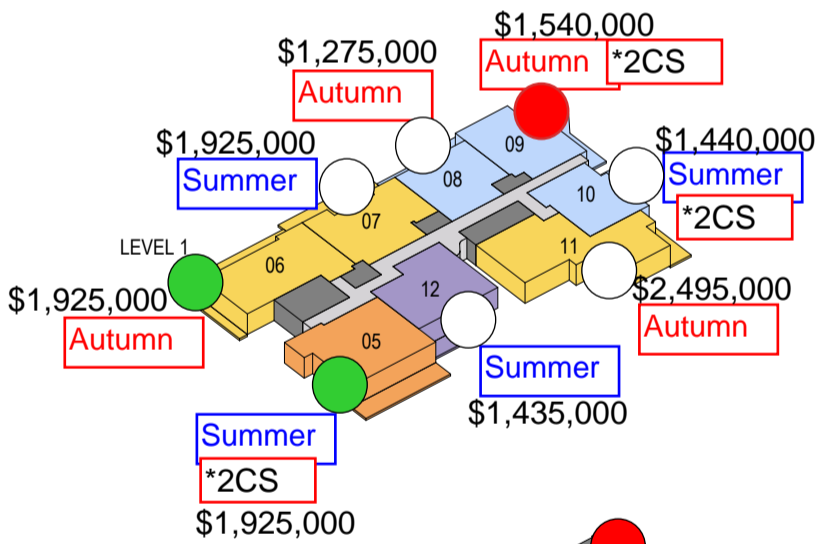 $1,540,000
Autumn *2CS
$1,275,000
Autumn
$1,925,000
Summer
$1,440,000
Summer
*2CS
09
08
10
07
11
06
12
05
LEVEL 1
$1,925,000
Autumn
$2,495,000
Autumn
Summer
$1,435,000
Summer
*2CS
$1,925,000